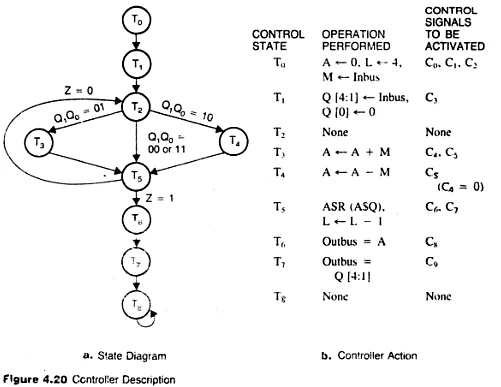 T₀
T₁
Z = 0
T₂
Q₁Q₀ = 01
Q₁Q₀ = 10
T₃
Q₁Q₀ =
00 or 11
T₄
T₅
Z = 1
T₆
T₇
T₈
a. State Diagram
CONTROL STATE
OPERATION PERFORMED
CONTROL SIGNALS TO BE ACTIVATED
T₀ A ← 0, L ← 4, C₀, C₁, C₂
M ← Inbus
T₁ Q [4:1] ← Inbus, C₃
Q [0] ← 0
T₂ None None
T₃ A ← A + M C₄, C₅
T₄ A ← A − M C₅
(C₄ = 0)
T₅ ASR (A$Q), C₆, C₇
L ← L − 1
T₆ Outbus = A C₈
T₇ Outbus = C₉
Q [4:1]
T₈ None None
b. Controller Action
Figure 4.20 Controller Description